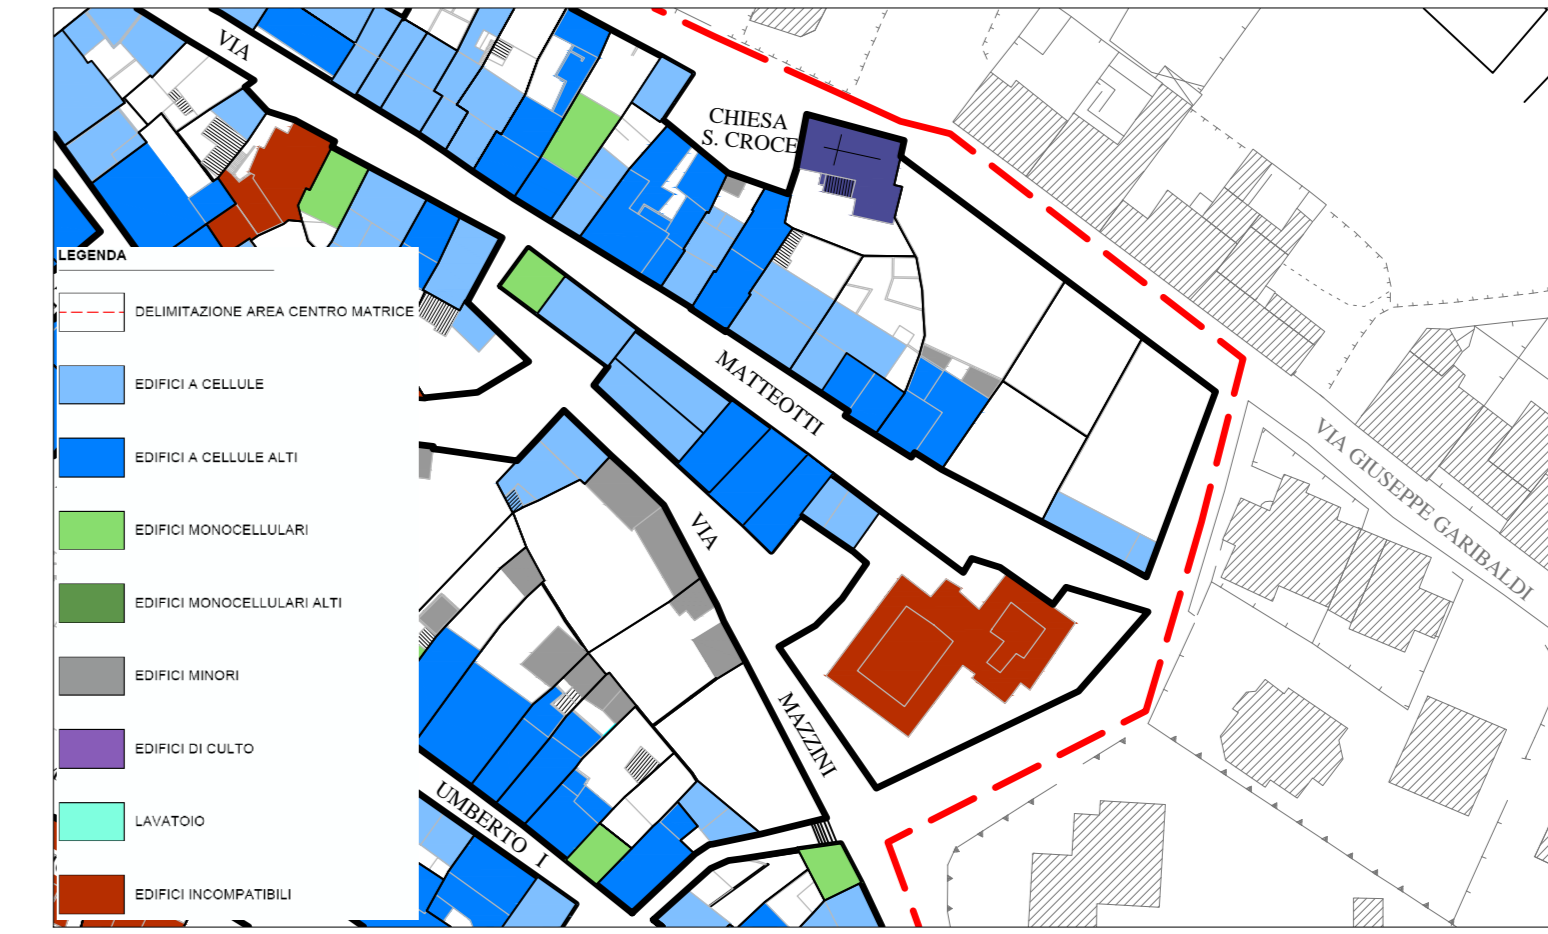 VIA
CHIESA
S. CROCE
LEGENDA
DELIMITAZIONE AREA CENTRO MATRICE
EDIFICI A CELLULE
EDIFICI A CELLULE ALTI
EDIFICI MONOCELLULARI
EDIFICI MONOCELLULARI ALTI
EDIFICI MINORI
EDIFICI DI CULTO
LAVATOIO
EDIFICI INCOMPATIBILI
MATTEOTTI
VIA GIUSEPPE GARIBALDI
VIA
MAZZINI
UMBERTO I